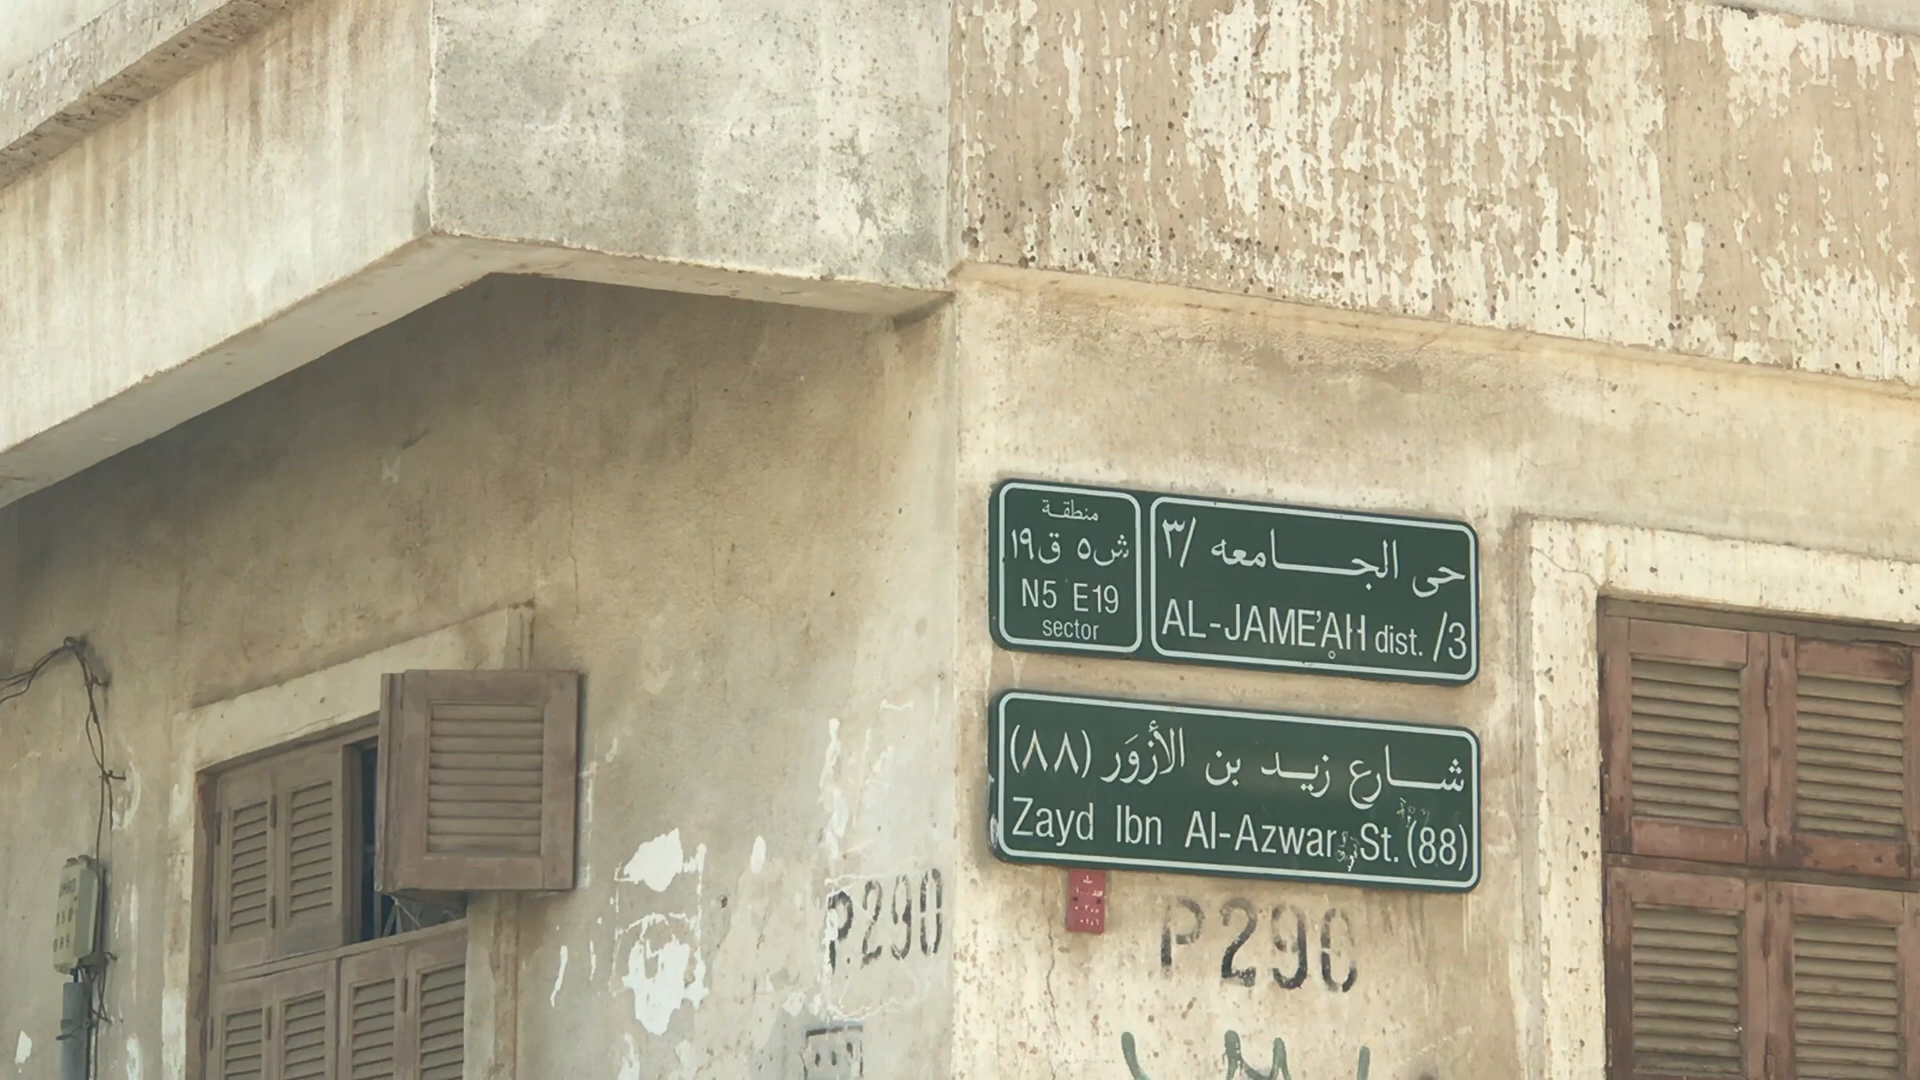 منطقة
ش٥ ق١٩
N5 E19
sector
حى الجامعه /٣
AL-JAME'AH dist. /3
شارع زيد بن الأزوَر (٨٨)
Zayd Ibn Al-Azwar St. (88)
P290
P290